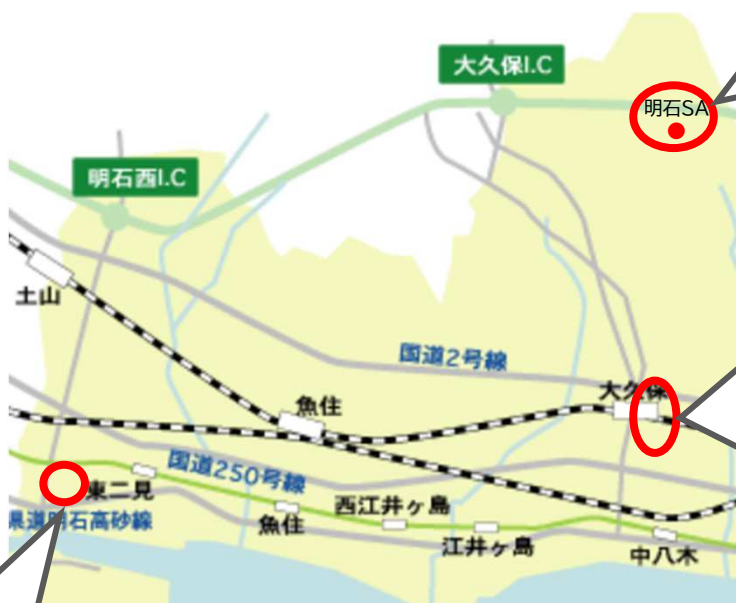 大久保I.C
明石SA
明石西I.C
土山
国道2号線
大久保
魚住
国道250号線
東二見
県道明石高砂線
魚住
西江井ヶ島
江井ヶ島
中八木